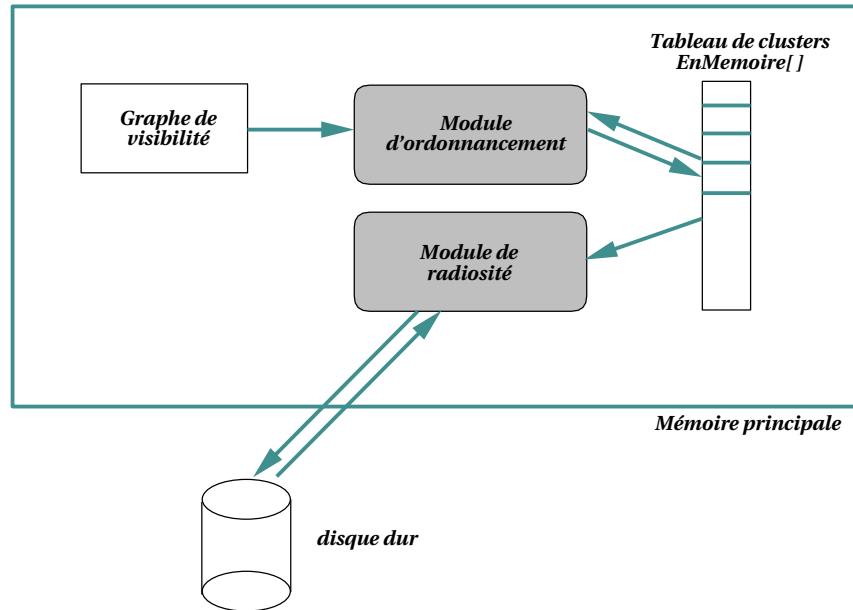 Tableau de clusters
EnMemoire[ ]
Graphe de
visibilité
Module
d'ordonnancement
Module de
radiosité
Mémoire principale
disque dur